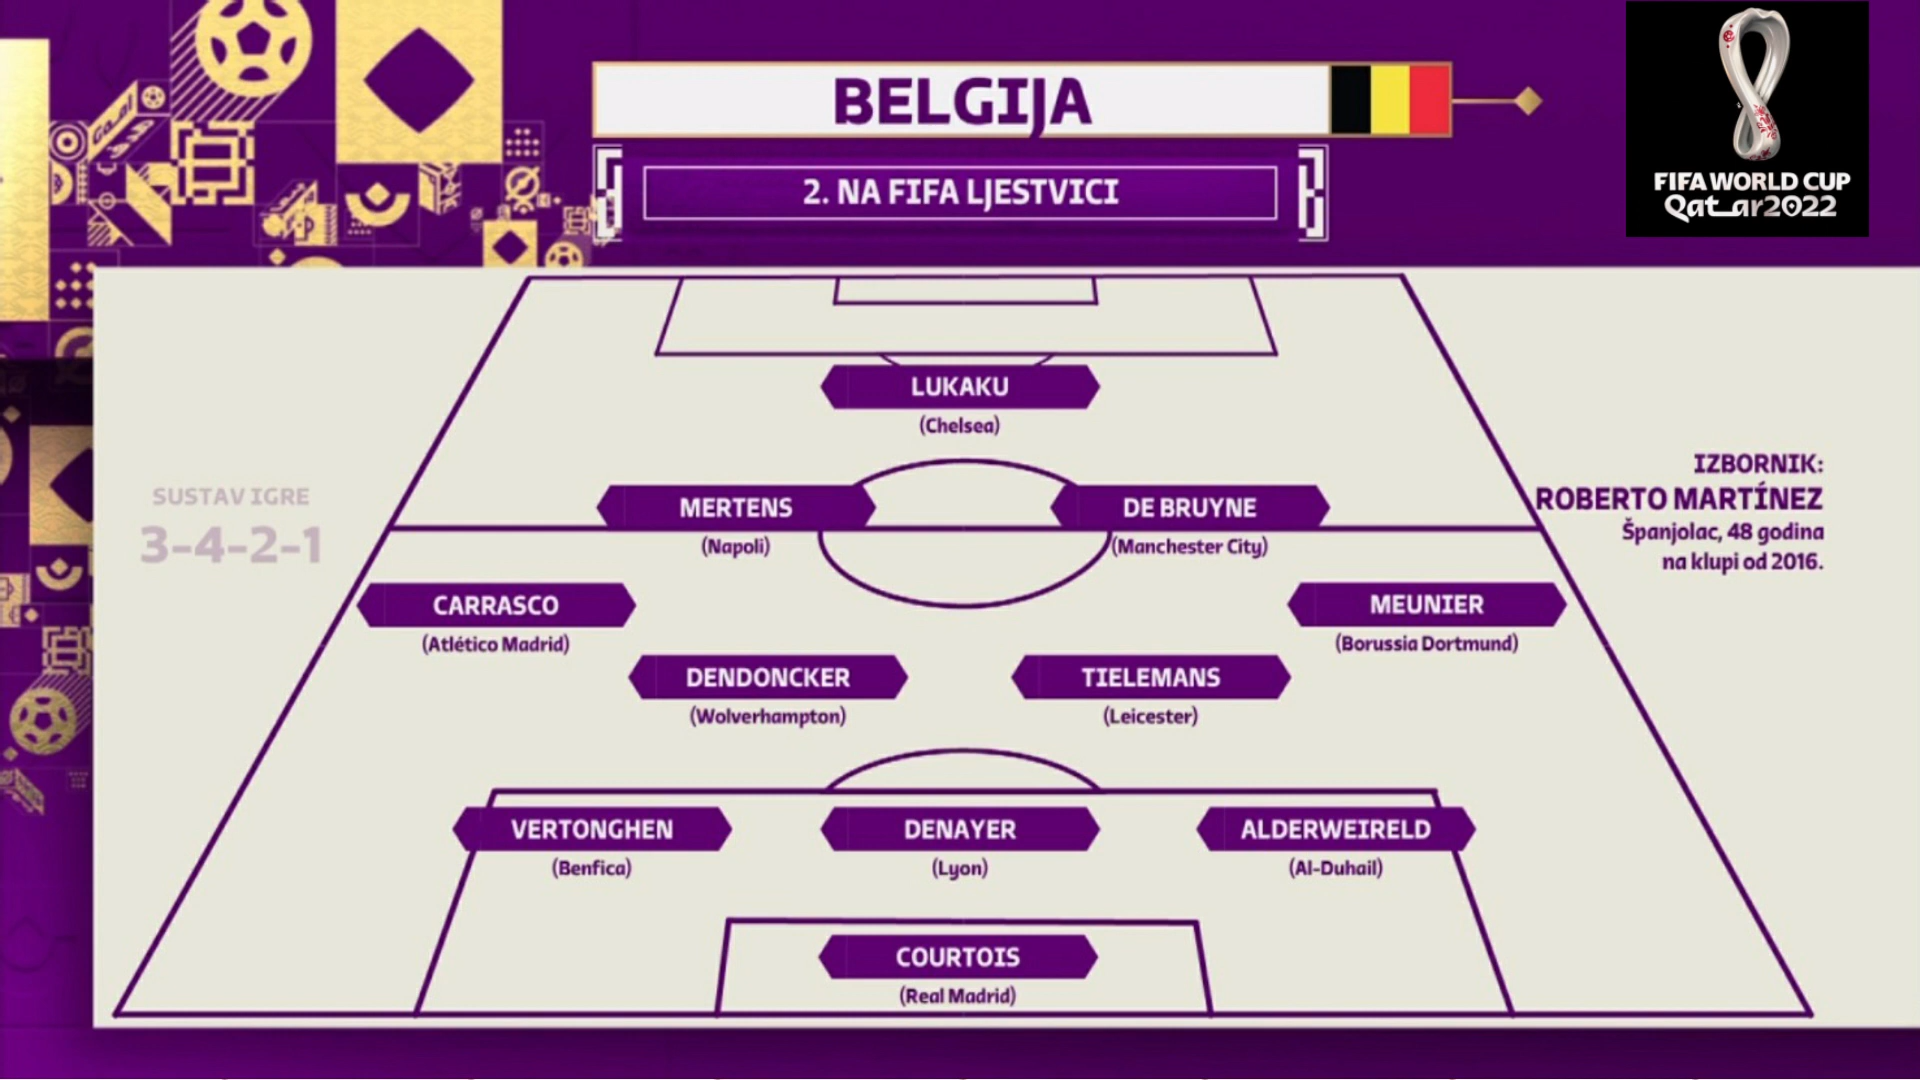 BELGIJA
2. NA FIFA LJESTVICI
FIFA WORLD CUP
Qatar2022
LUKAKU
(Chelsea)
MERTENS
(Napoli)
DE BRUYNE
(Manchester City)
IZBORNIK:
ROBERTO MARTÍNEZ
Španjolac, 48 godina
na klupi od 2016.
SUSTAV IGRE
3-4-2-1
CARRASCO
(Atlético Madrid)
MEUNIER
(Borussia Dortmund)
DENDONCKER
(Wolverhampton)
TIELEMANS
(Leicester)
VERTONGHEN
(Benfica)
DENAYER
(Lyon)
ALDERWEIRELD
(Al-Duhail)
COURTOIS
(Real Madrid)